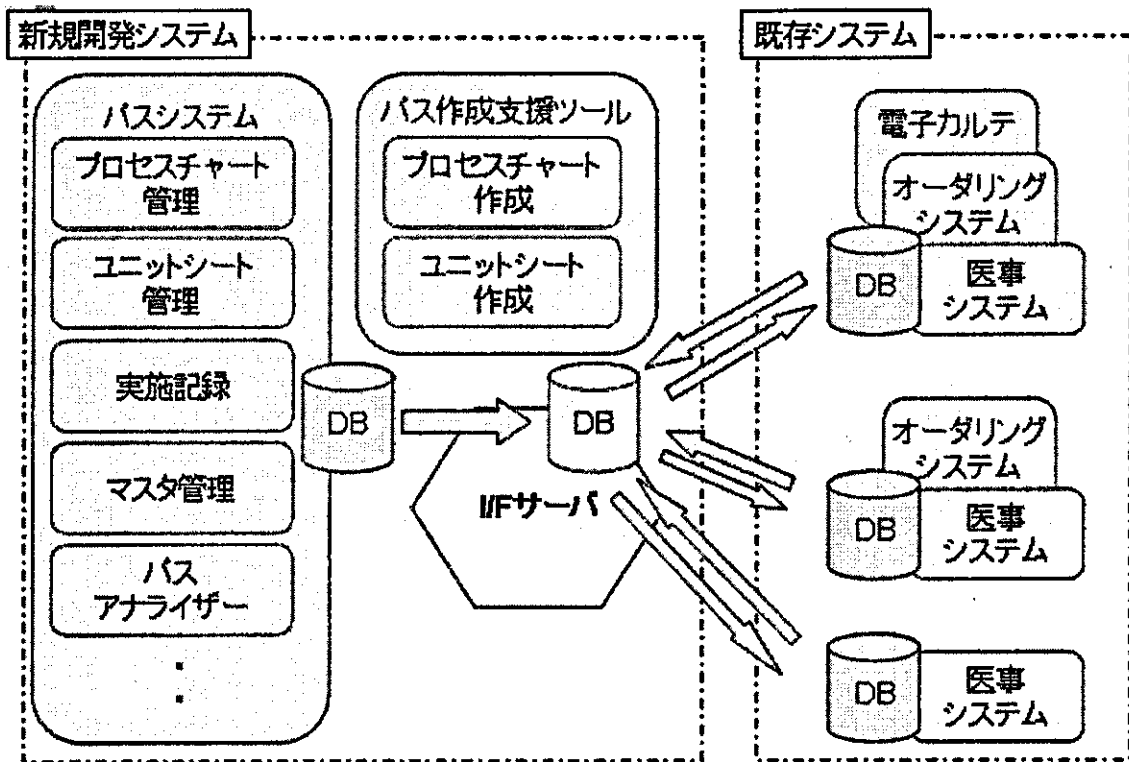 新規開発システム
パスシステム
プロセスチャート
管理
ユニットシート
管理
実施記録
マスタ管理
パス
アナライザー
DB
パス作成支援ツール
プロセスチャート
作成
ユニットシート
作成
DB
I/Fサーバ
既存システム
電子カルテ
オーダリング
システム
DB
医事
システム
オーダリング
システム
DB
医事
システム
DB
医事
システム